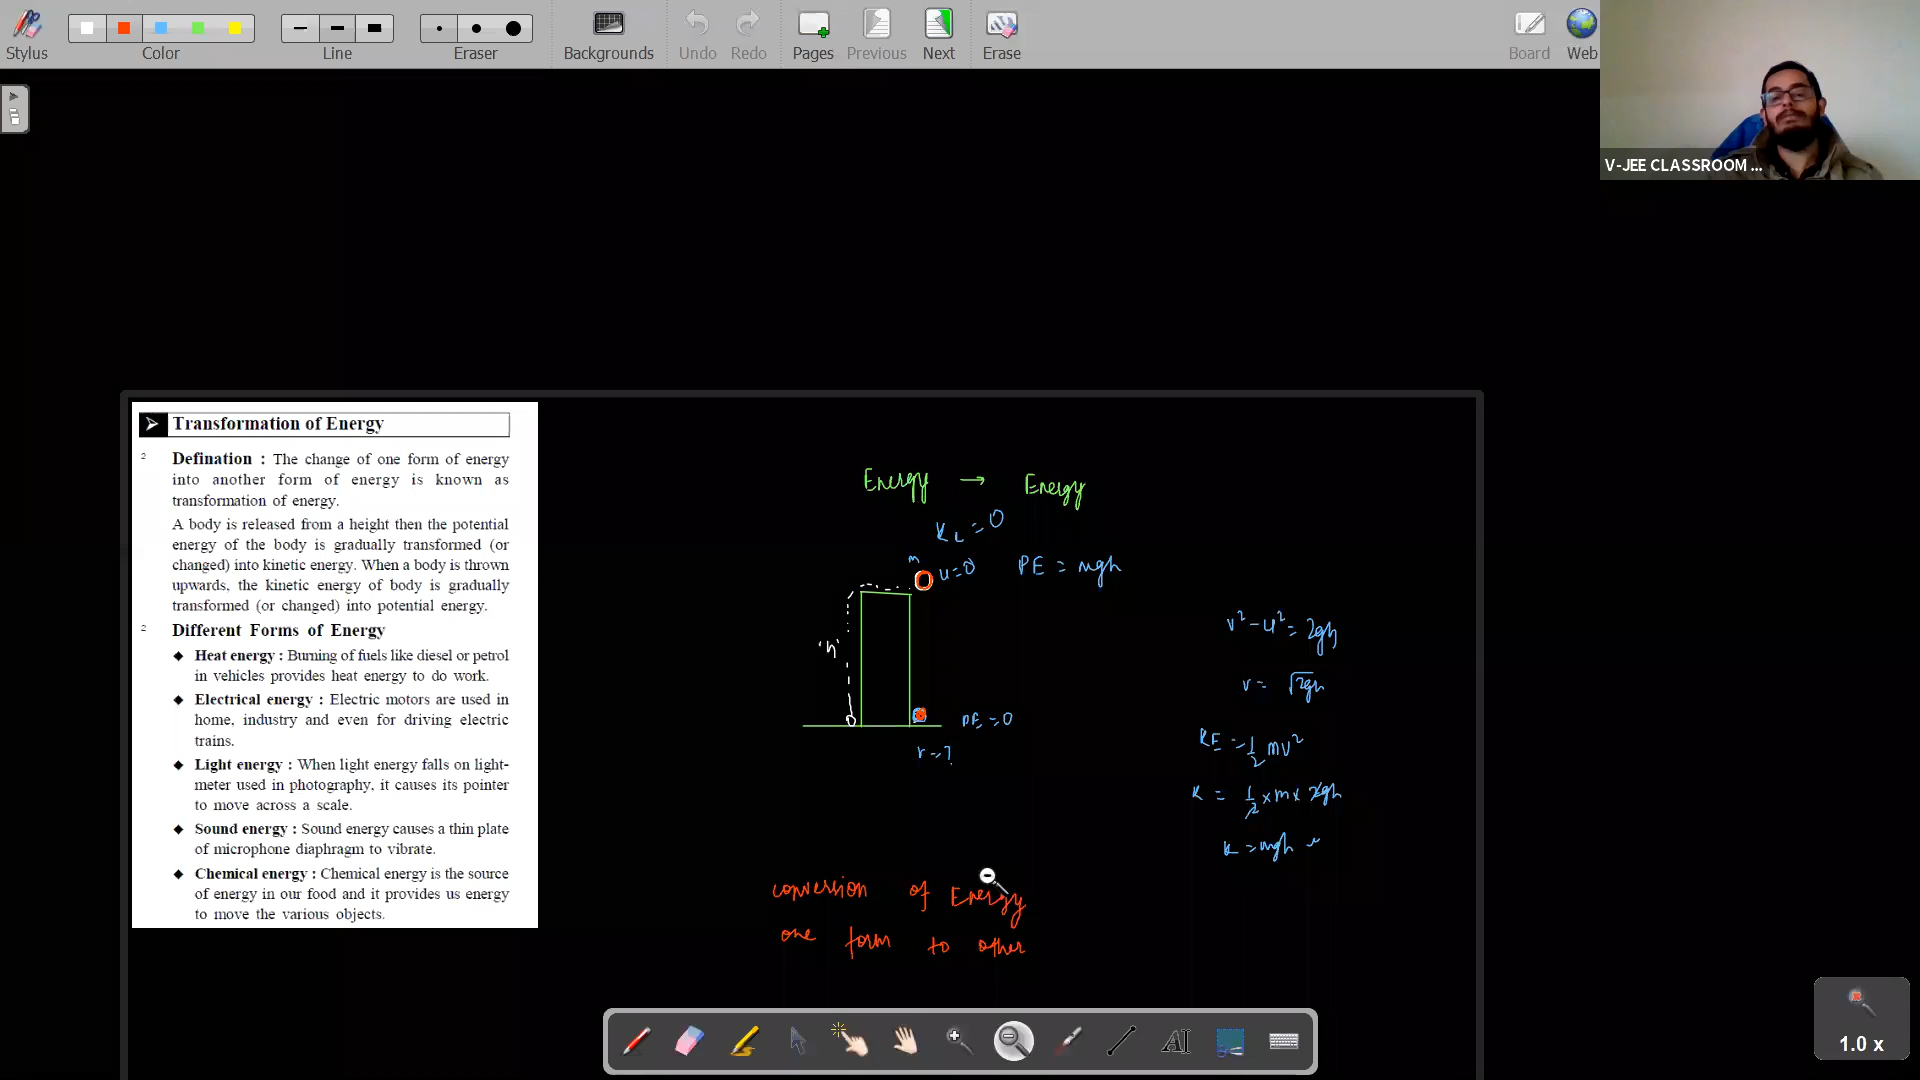 Stylus
Color
Line
Eraser
Backgrounds
Undo
Redo
Pages
Previous
Next
Erase
Board
Web
V-JEE CLASSROOM ...
Transformation of Energy
2 Defination : The change of one form of energy
into another form of energy is known as
transformation of energy.
A body is released from a height then the potential
energy of the body is gradually transformed (or
changed) into kinetic energy. When a body is thrown
upwards, the kinetic energy of body is gradually
transformed (or changed) into potential energy.
2 Different Forms of Energy
◆ Heat energy : Burning of fuels like diesel or petrol
in vehicles provides heat energy to do work.
◆ Electrical energy : Electric motors are used in
home, industry and even for driving electric
trains.
◆ Light energy : When light energy falls on light-
meter used in photography, it causes its pointer
to move across a scale.
◆ Sound energy : Sound energy causes a thin plate
of microphone diaphragm to vibrate.
◆ Chemical energy : Chemical energy is the source
of energy in our food and it provides us energy
to move the various objects.
Energy → Energy
K_i = 0
m
u=0 PE = mgh
'h'
PE = 0
v = ?
v² - u² = 2gh
v = √2gh
KE = 1/2 mv²
K = 1/2 × m × 2gh
K = mgh
conversion of Energy
one form to other
AI
1.0 x